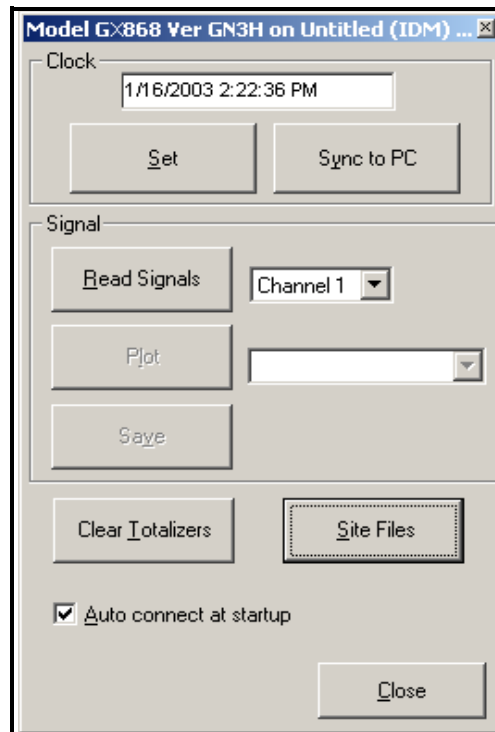 Model GX868 Ver GN3H on Untitled (IDM) ...
Clock
1/16/2003 2:22:36 PM
Set
Sync to PC
Signal
Read Signals
Channel 1
Plot
Save
Clear Totalizers
Site Files
Auto connect at startup
Close